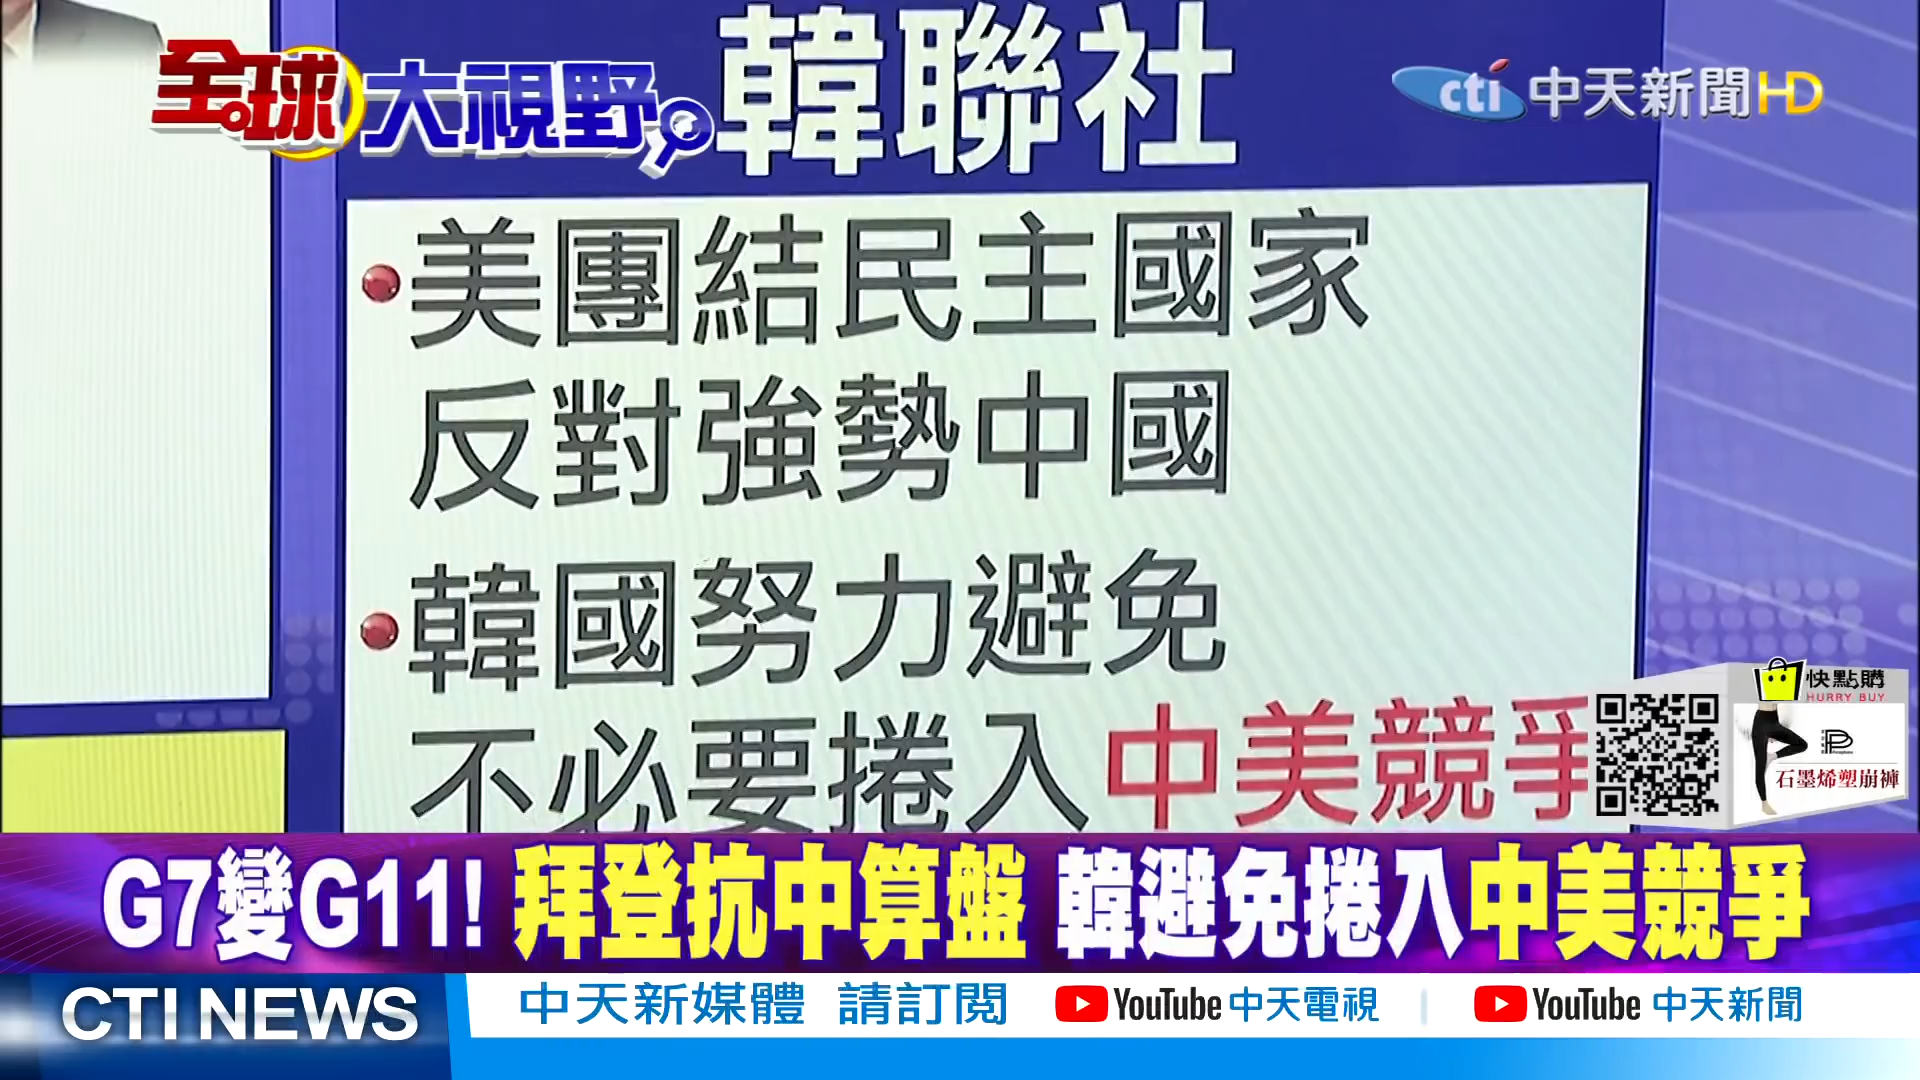 全球大視野
韓聯社
cti 中天新聞HD
美團結民主國家
反對強勢中國
韓國努力避免
不必要捲入中美競爭
快點購
HURRY BUY
石墨烯塑崩褲
G7變G11! 拜登抗中算盤 韓避免捲入中美競爭
CTI NEWS
中天新媒體 請訂閱 YouTube 中天電視 | YouTube 中天新聞